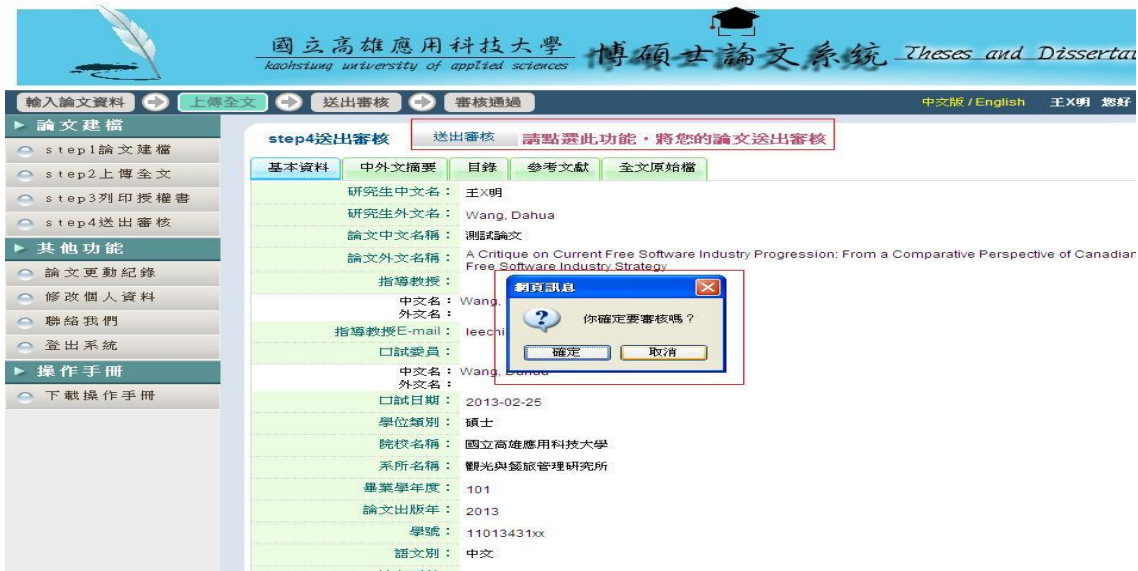 國立高雄應用科技大學 博碩士論文系統 Theses and Dissertat
kaohsiung university of applied sciences
輸入論文資料 上傳全文 送出審核 審核通過 中文版 / English 王X明 您好
論文建檔
step1論文建檔
step2上傳全文
step3列印授權書
step4送出審核
其他功能
論文更動紀錄
修改個人資料
聯絡我們
登出系統
操作手冊
下載操作手冊
step4送出審核 送出審核 請點選此功能，將您的論文送出審核
基本資料 中外文摘要 目錄 參考文獻 全文原始檔
研究生中文名： 王X明
研究生外文名： Wang, Dahua
論文中文名稱： 測試論文
論文外文名稱： A Critique on Current Free Software Industry Progression: From a Comparative Perspective of Canadian
Free Software Industry Strategy
指導教授：
中文名： Wang,
外文名：
指導教授E-mail： leechi
口試委員：
中文名： Wang,
外文名：
網頁訊息
你確定要審核嗎？
確定 取消
口試日期： 2013-02-25
學位類別： 碩士
院校名稱： 國立高雄應用科技大學
系所名稱： 觀光與餐旅管理研究所
畢業學年度： 101
論文出版年： 2013
學號： 11013431xx
語文別： 中文